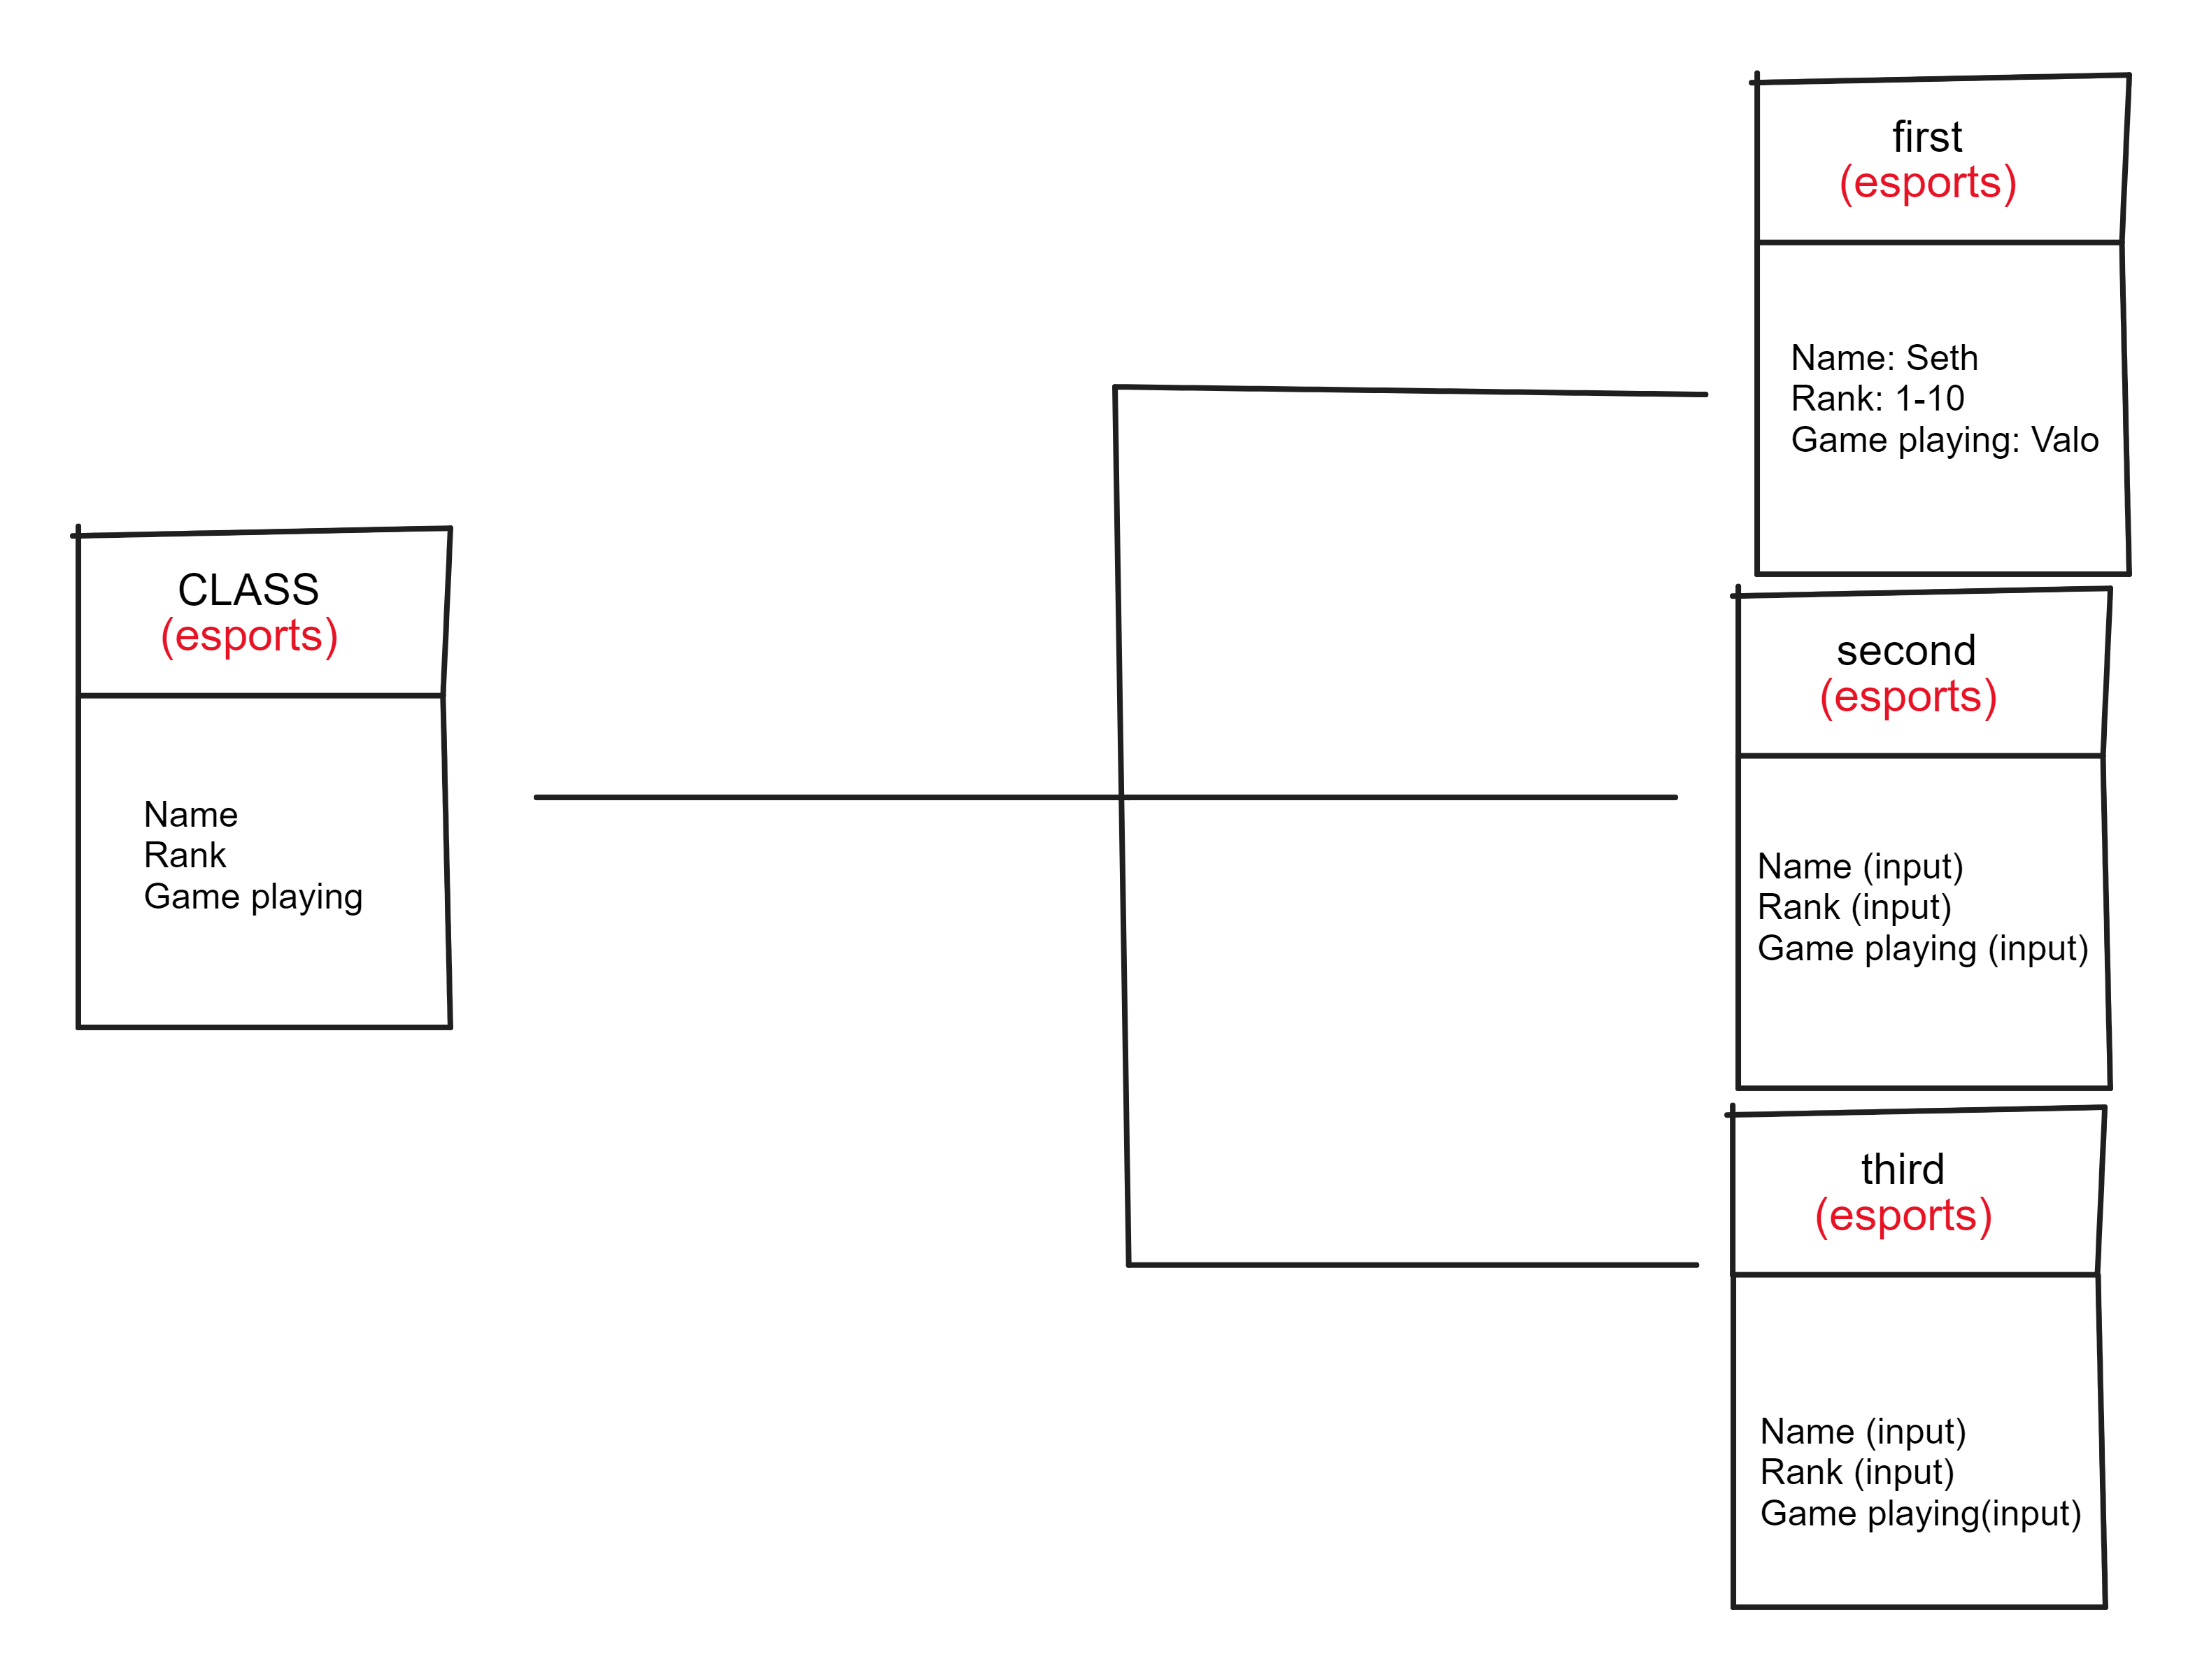 CLASS
(esports)
Name
Rank
Game playing
first
(esports)
Name: Seth
Rank: 1-10
Game playing: Valo
second
(esports)
Name (input)
Rank (input)
Game playing (input)
third
(esports)
Name (input)
Rank (input)
Game playing(input)